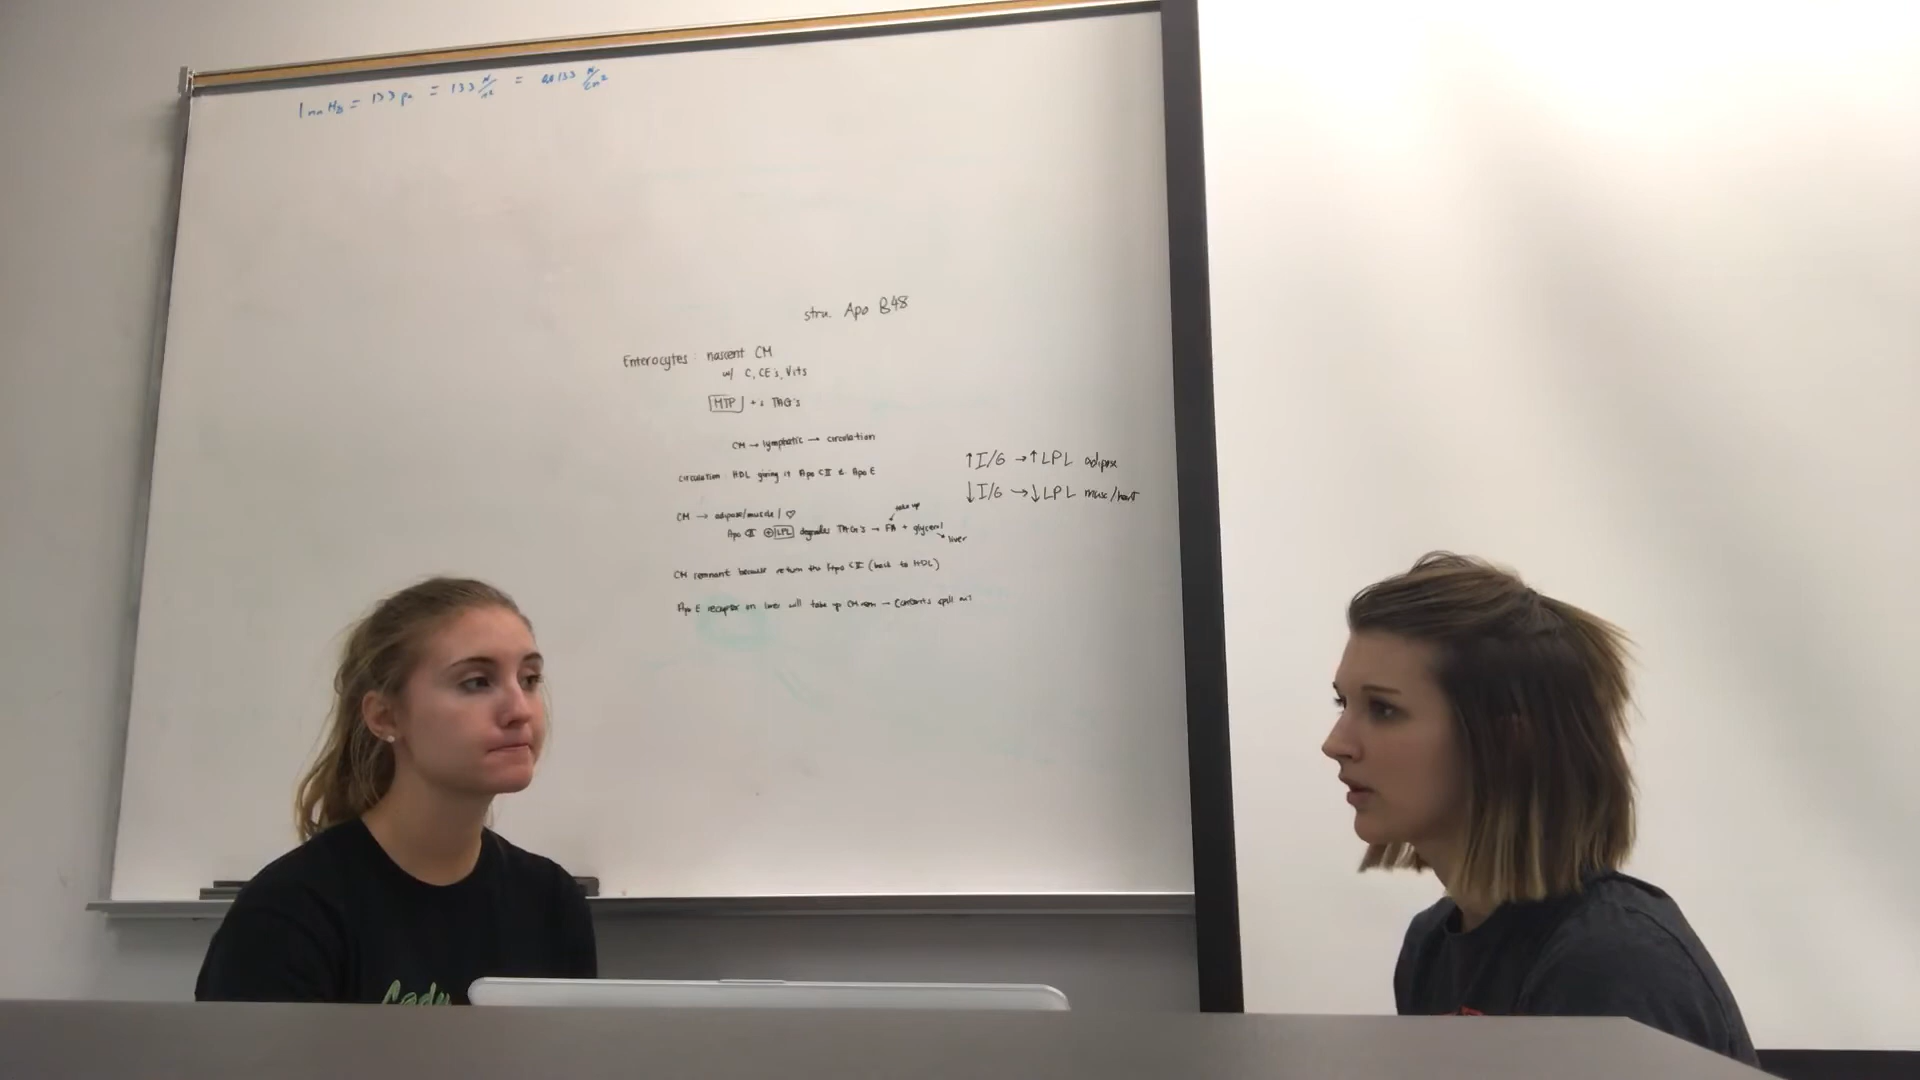 1 mmHg = 133 pa = 133 N/m2 = 0.0133 N/cm2
stru. Apo B48
Enterocytes: nascent CM
w/ C, CE's, Vits
MTP +s TAG's
CM → lymphatic → circulation
circulation HDL giving it Apo CII & Apo E
↑I/G → ↑LPL adipose
↓I/G → ↓LPL musc/heart
CM → adipose/muscle/♡
take up
Apo CII ⊕ LPL degrades TAG's → FA + glycerol
liver
CM remnant because return the Apo CII (back to HDL)
Apo E receptor on liver will take up CM rem → Contents spill out
Lady